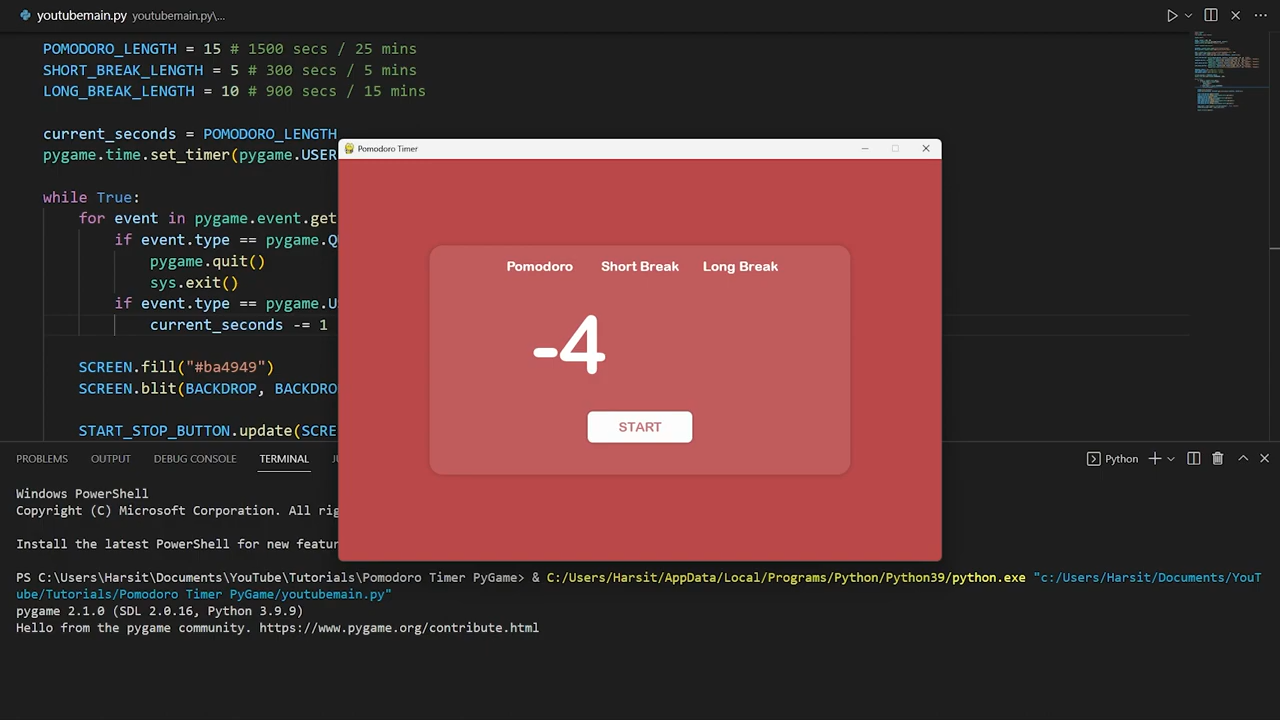 youtubemain.py youtubemain.py\...
POMODORO_LENGTH = 15 # 1500 secs / 25 mins
SHORT_BREAK_LENGTH = 5 # 300 secs / 5 mins
LONG_BREAK_LENGTH = 10 # 900 secs / 15 mins
current_seconds = POMODORO_LENGTH
pygame.time.set_timer(pygame.USER
while True:
for event in pygame.event.get
if event.type == pygame.Q
pygame.quit()
sys.exit()
if event.type == pygame.U
current_seconds -= 1
SCREEN.fill("#ba4949")
SCREEN.blit(BACKDROP, BACKDRO
START_STOP_BUTTON.update(SCRE
Pomodoro Timer
Pomodoro Short Break Long Break
-4
START
PROBLEMS OUTPUT DEBUG CONSOLE TERMINAL JU
Python
Windows PowerShell
Copyright (C) Microsoft Corporation. All rig
Install the latest PowerShell for new featur
PS C:\Users\Harsit\Documents\YouTube\Tutorials\Pomodoro Timer PyGame> & C:/Users/Harsit/AppData/Local/Programs/Python/Python39/python.exe "c:/Users/Harsit/Documents/YouT
ube/Tutorials/Pomodoro Timer PyGame/youtubemain.py"
pygame 2.1.0 (SDL 2.0.16, Python 3.9.9)
Hello from the pygame community. https://www.pygame.org/contribute.html